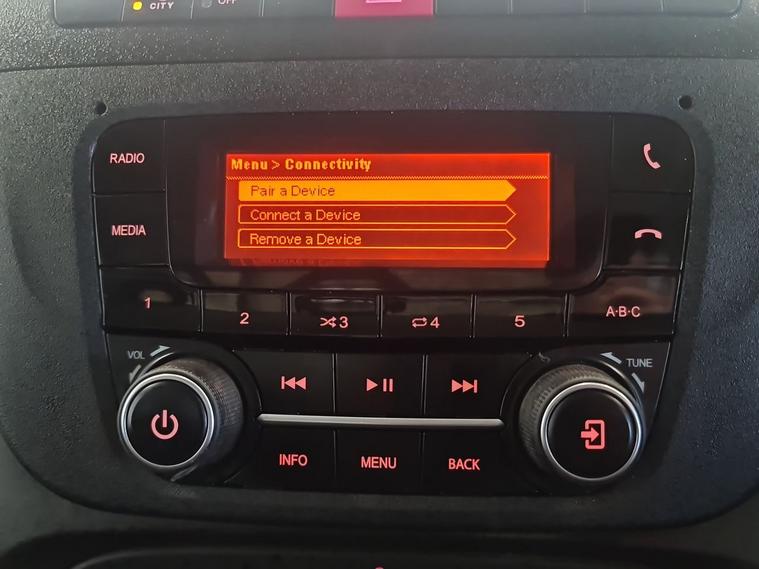 CITY
OFF
RADIO
Menu > Connectivity
Pair a Device
Connect a Device
Remove a Device
MEDIA
1
2
3
4
5
A·B·C
VOL
TUNE
INFO
MENU
BACK